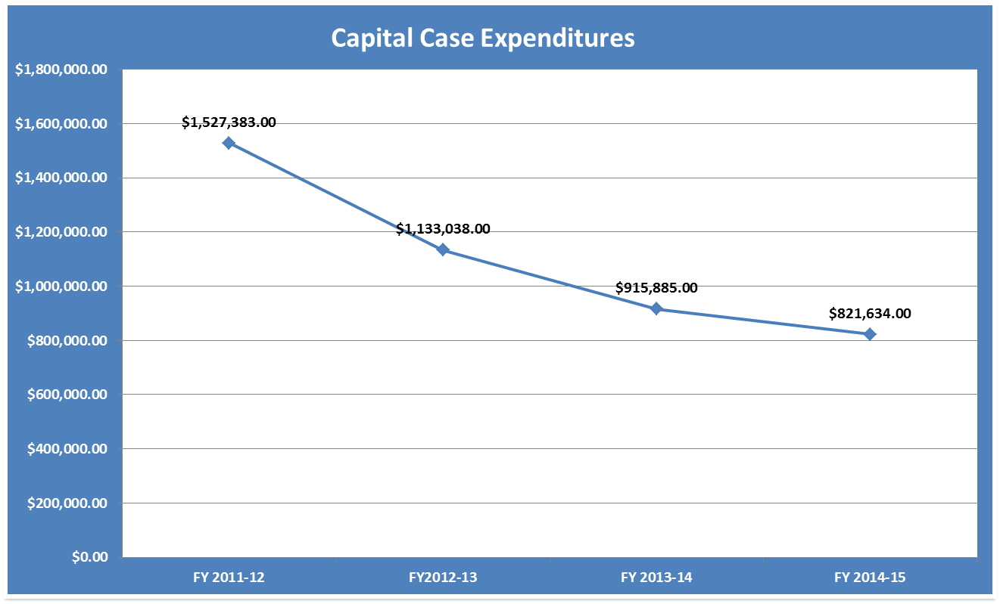 Capital Case Expenditures
$1,800,000.00
$1,600,000.00
$1,400,000.00
$1,200,000.00
$1,000,000.00
$800,000.00
$600,000.00
$400,000.00
$200,000.00
$0.00
$1,527,383.00
$1,133,038.00
$915,885.00
$821,634.00
FY 2011-12
FY2012-13
FY 2013-14
FY 2014-15